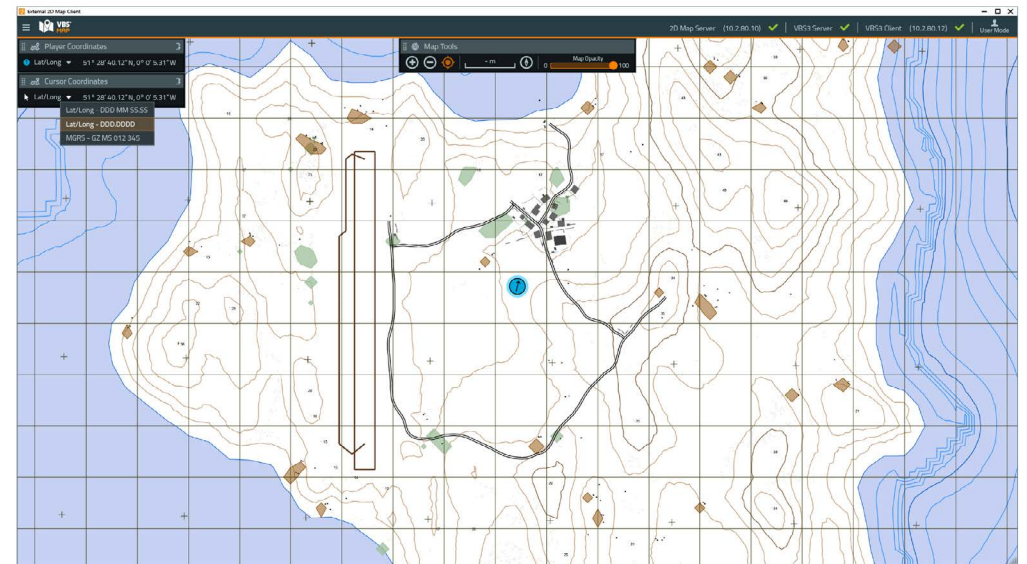 External 2D Map Client
VBS MAP
2D Map Server (10.2.80.10)
VBS3 Server
VBS3 Client (10.2.80.12)
User Mode
Player Coordinates
Lat/Long
51° 28' 40.12"N, 0° 0' 5.31"W
Cursor Coordinates
Lat/Long
51° 28' 40.12"N, 0° 0' 5.31"W
Lat/Long - DDD MM SS.SS
Lat/Long - DDD.DDDD
MGRS - GZ MS 012 345
Map Tools
- m
Map Opacity
0
100